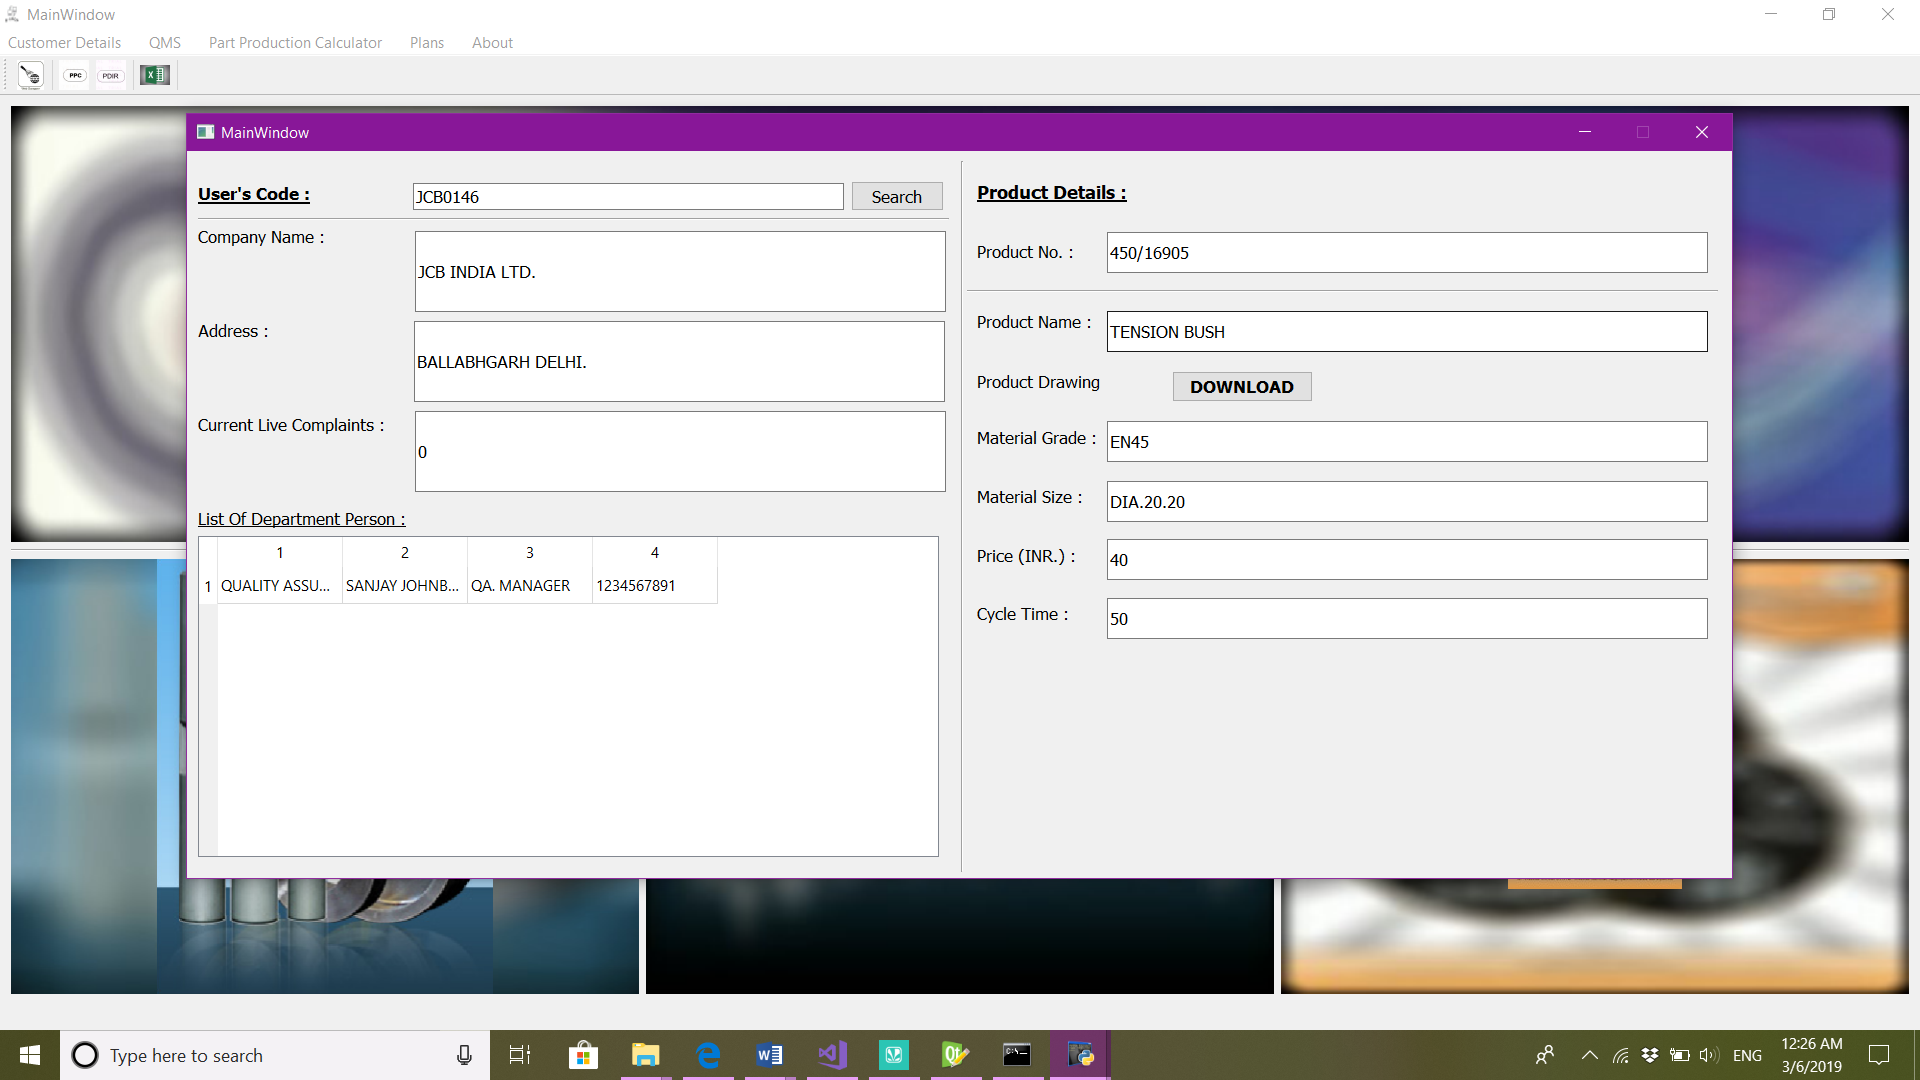 MainWindow
Customer Details QMS Part Production Calculator Plans About
PPC PDIR
MainWindow
User's Code : JCB0146 Search
Company Name : JCB INDIA LTD.
Address : BALLABHGARH DELHI.
Current Live Complaints : 0
List Of Department Person :
1 2 3 4
1 QUALITY ASSU... SANJAY JOHNB... QA. MANAGER 1234567891
Product Details :
Product No. : 450/16905
Product Name : TENSION BUSH
Product Drawing DOWNLOAD
Material Grade : EN45
Material Size : DIA.20.20
Price (INR.) : 40
Cycle Time : 50
Type here to search
ENG
12:26 AM
3/6/2019